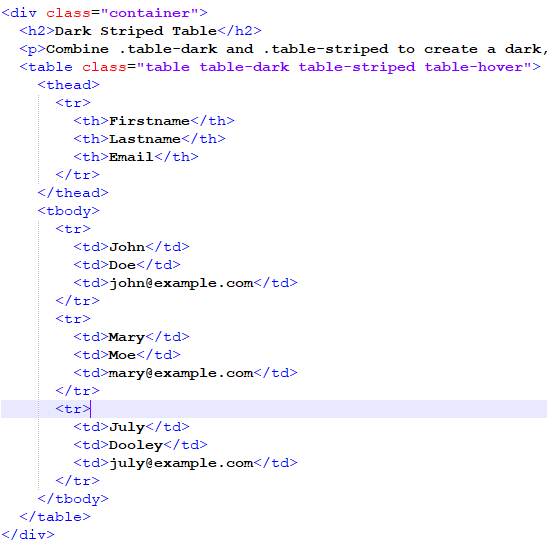 <div class="container">
  <h2>Dark Striped Table</h2>
  <p>Combine .table-dark and .table-striped to create a dark,
  <table class="table table-dark table-striped table-hover">
    <thead>
      <tr>
        <th>Firstname</th>
        <th>Lastname</th>
        <th>Email</th>
      </tr>
    </thead>
    <tbody>
      <tr>
        <td>John</td>
        <td>Doe</td>
        <td>john@example.com</td>
      </tr>
      <tr>
        <td>Mary</td>
        <td>Moe</td>
        <td>mary@example.com</td>
      </tr>
      <tr>
        <td>July</td>
        <td>Dooley</td>
        <td>july@example.com</td>
      </tr>
    </tbody>
  </table>
</div>